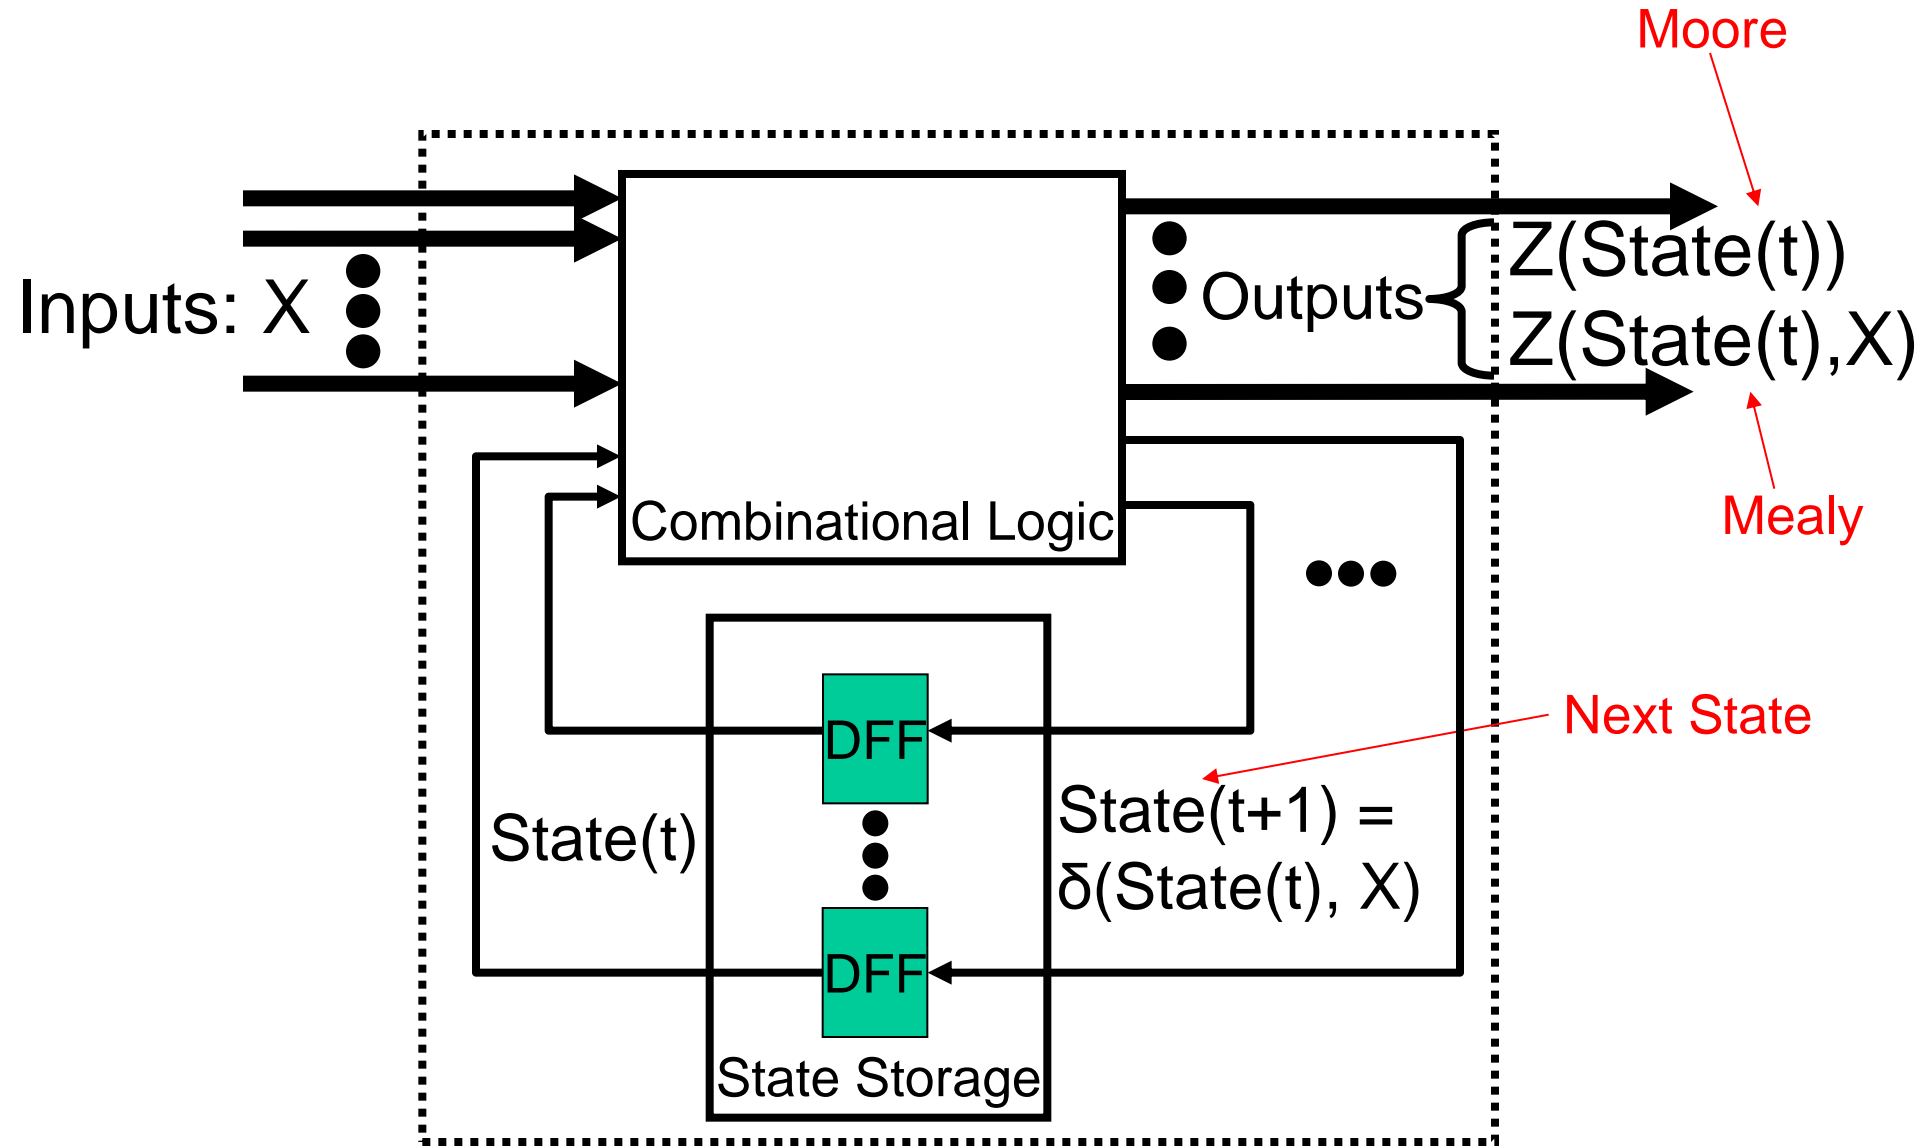 Moore
Z(State(t))
Inputs: X
Outputs
Z(State(t),X)
Combinational Logic
Mealy
Next State
DFF
State(t)
State(t+1) =
δ(State(t), X)
DFF
State Storage